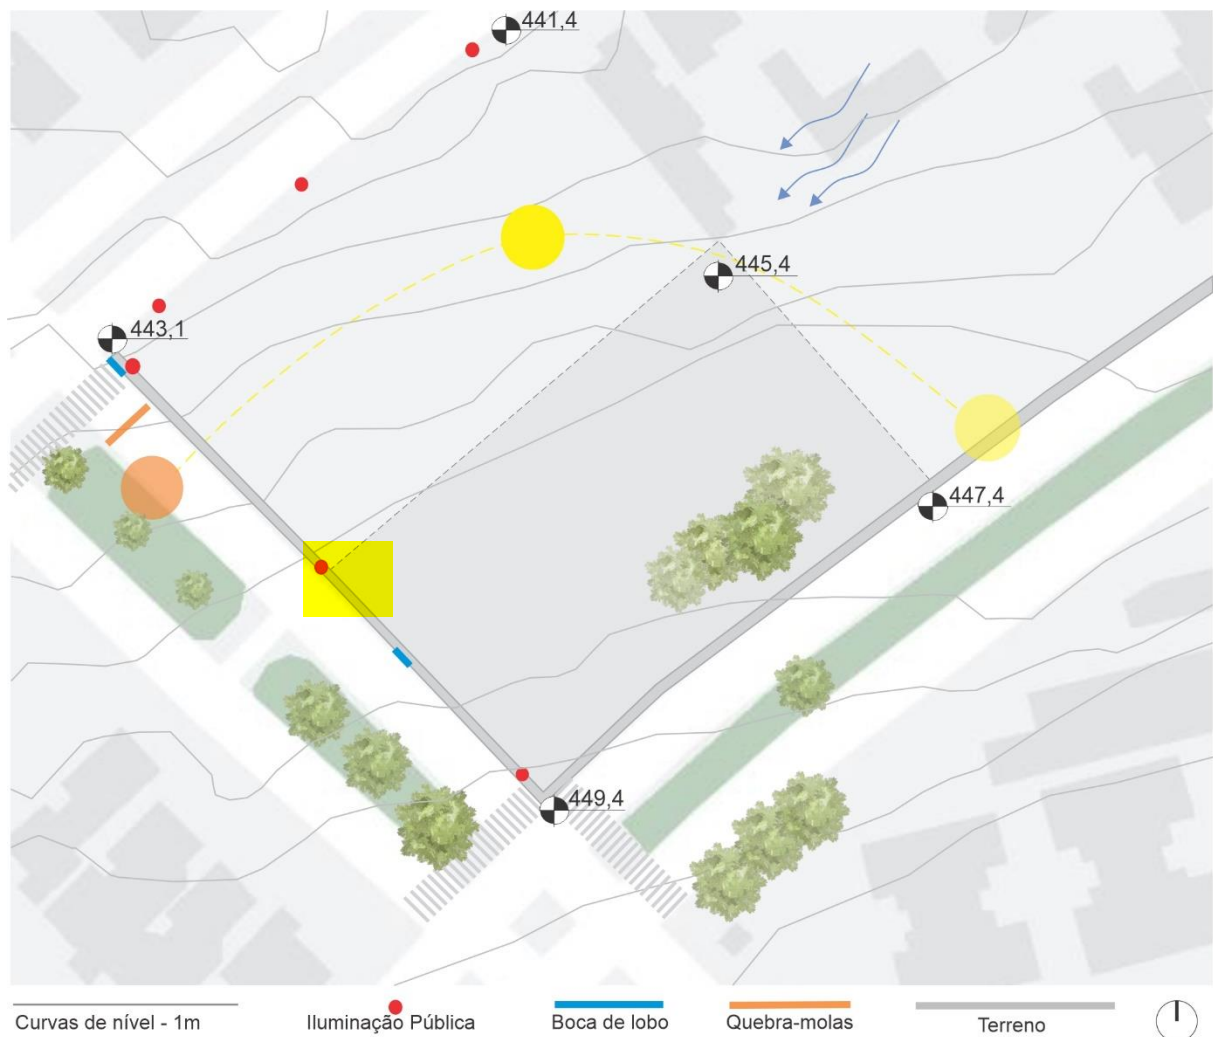 441,4
445,4
443,1
447,4
449,4
Curvas de nível - 1m
Iluminação Pública
Boca de lobo
Quebra-molas
Terreno